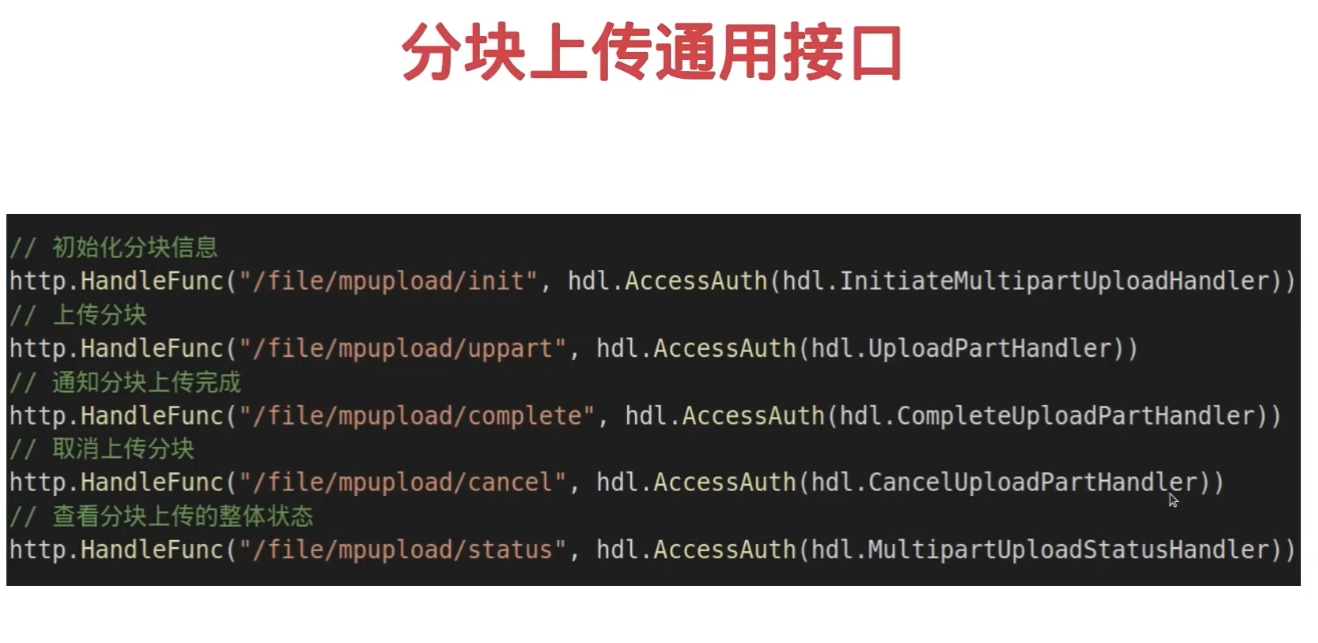 分块上传通用接口
// 初始化分块信息
http.HandleFunc("/file/mpupload/init", hdl.AccessAuth(hdl.InitiateMultipartUploadHandler))
// 上传分块
http.HandleFunc("/file/mpupload/uppart", hdl.AccessAuth(hdl.UploadPartHandler))
// 通知分块上传完成
http.HandleFunc("/file/mpupload/complete", hdl.AccessAuth(hdl.CompleteUploadPartHandler))
// 取消上传分块
http.HandleFunc("/file/mpupload/cancel", hdl.AccessAuth(hdl.CancelUploadPartHandler))
// 查看分块上传的整体状态
http.HandleFunc("/file/mpupload/status", hdl.AccessAuth(hdl.MultipartUploadStatusHandler))